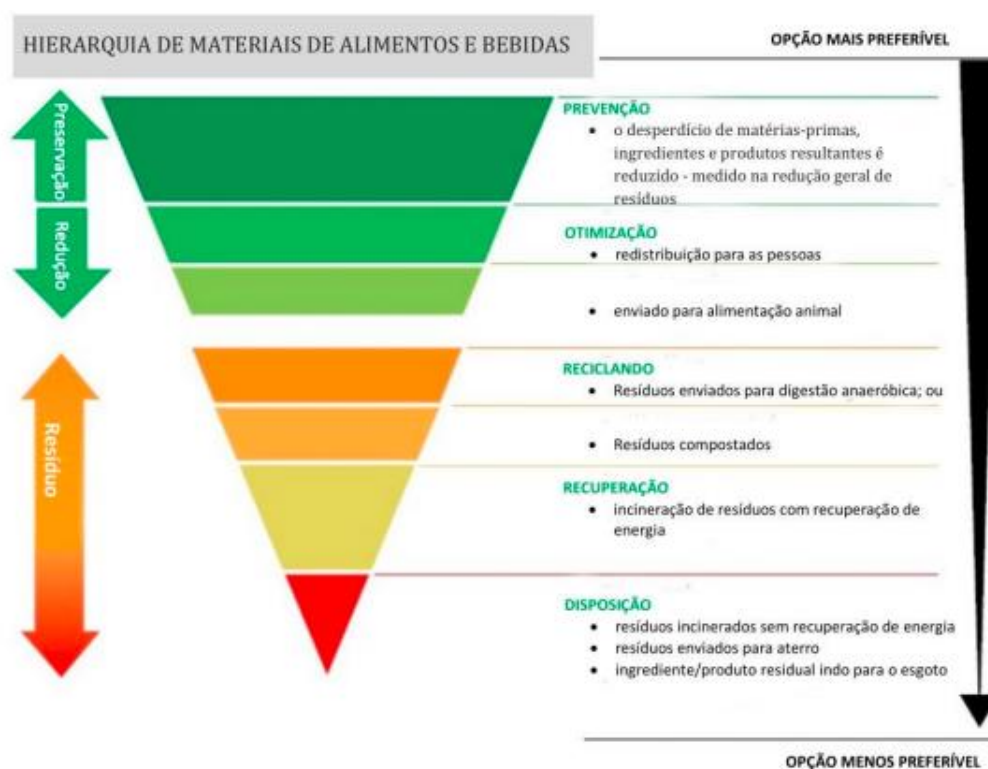 HIERARQUIA DE MATERIAIS DE ALIMENTOS E BEBIDAS
OPÇÃO MAIS PREFERÍVEL
Preservação
Redução
Resíduo
PREVENÇÃO
• o desperdício de matérias-primas,
ingredientes e produtos resultantes é
reduzido - medido na redução geral de
resíduos
OTIMIZAÇÃO
• redistribuição para as pessoas
• enviado para alimentação animal
RECICLANDO
• Resíduos enviados para digestão anaeróbica; ou
• Resíduos compostados
RECUPERAÇÃO
• incineração de resíduos com recuperação de
energia
DISPOSIÇÃO
• resíduos incinerados sem recuperação de energia
• resíduos enviados para aterro
• ingrediente/produto residual indo para o esgoto
OPÇÃO MENOS PREFERÍVEL